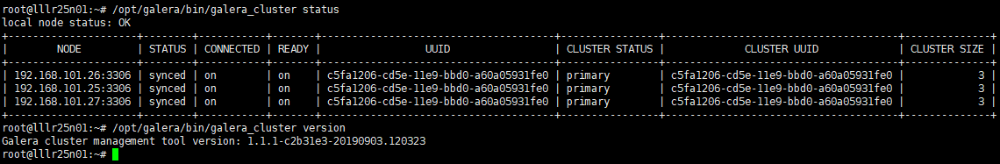 root@lllr25n01:~# /opt/galera/bin/galera_cluster status
local node status: OK
+---------------------+--------+-----------+-------+--------------------------------------+----------------+--------------------------------------+--------------+
| NODE | STATUS | CONNECTED | READY | UUID | CLUSTER STATUS | CLUSTER UUID | CLUSTER SIZE |
+---------------------+--------+-----------+-------+--------------------------------------+----------------+--------------------------------------+--------------+
| 192.168.101.26:3306 | synced | on | on | c5fa1206-cd5e-11e9-bbd0-a60a05931fe0 | primary | c5fa1206-cd5e-11e9-bbd0-a60a05931fe0 | 3 |
| 192.168.101.25:3306 | synced | on | on | c5fa1206-cd5e-11e9-bbd0-a60a05931fe0 | primary | c5fa1206-cd5e-11e9-bbd0-a60a05931fe0 | 3 |
| 192.168.101.27:3306 | synced | on | on | c5fa1206-cd5e-11e9-bbd0-a60a05931fe0 | primary | c5fa1206-cd5e-11e9-bbd0-a60a05931fe0 | 3 |
+---------------------+--------+-----------+-------+--------------------------------------+----------------+--------------------------------------+--------------+
root@lllr25n01:~# /opt/galera/bin/galera_cluster version
Galera cluster management tool version: 1.1.1-c2b31e3-20190903.120323
root@lllr25n01:~#